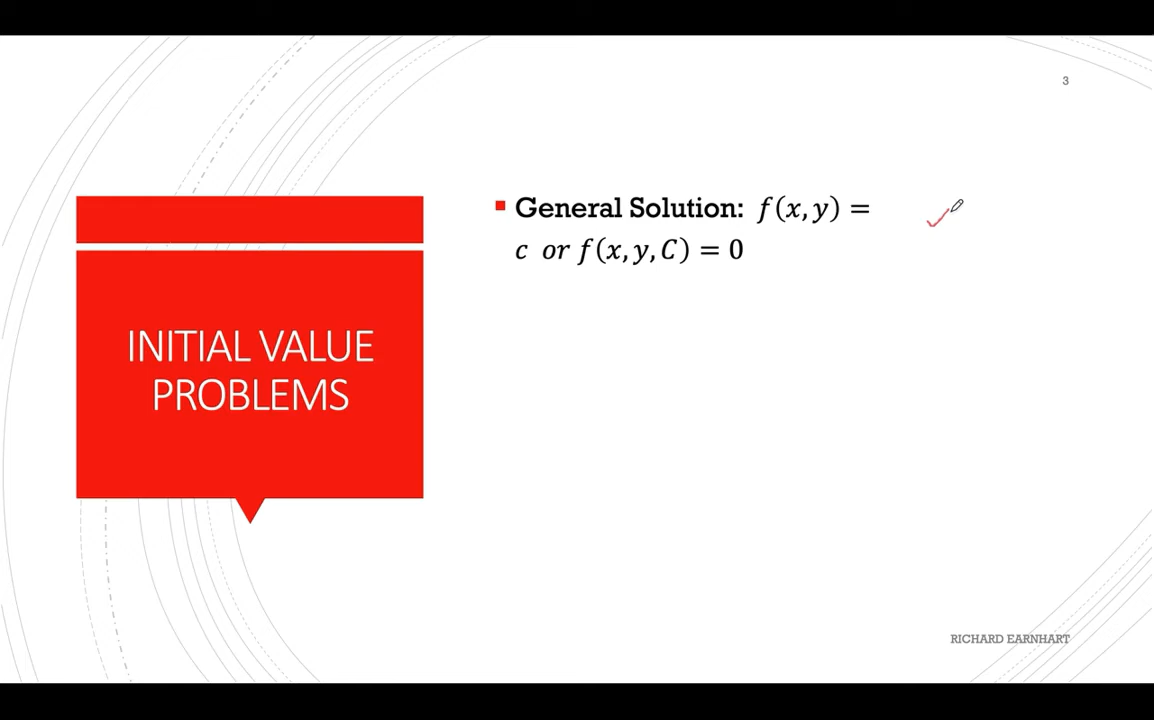 3
INITIAL VALUE
PROBLEMS
General Solution: f(x, y) =
c or f(x, y, C) = 0
RICHARD EARNHART